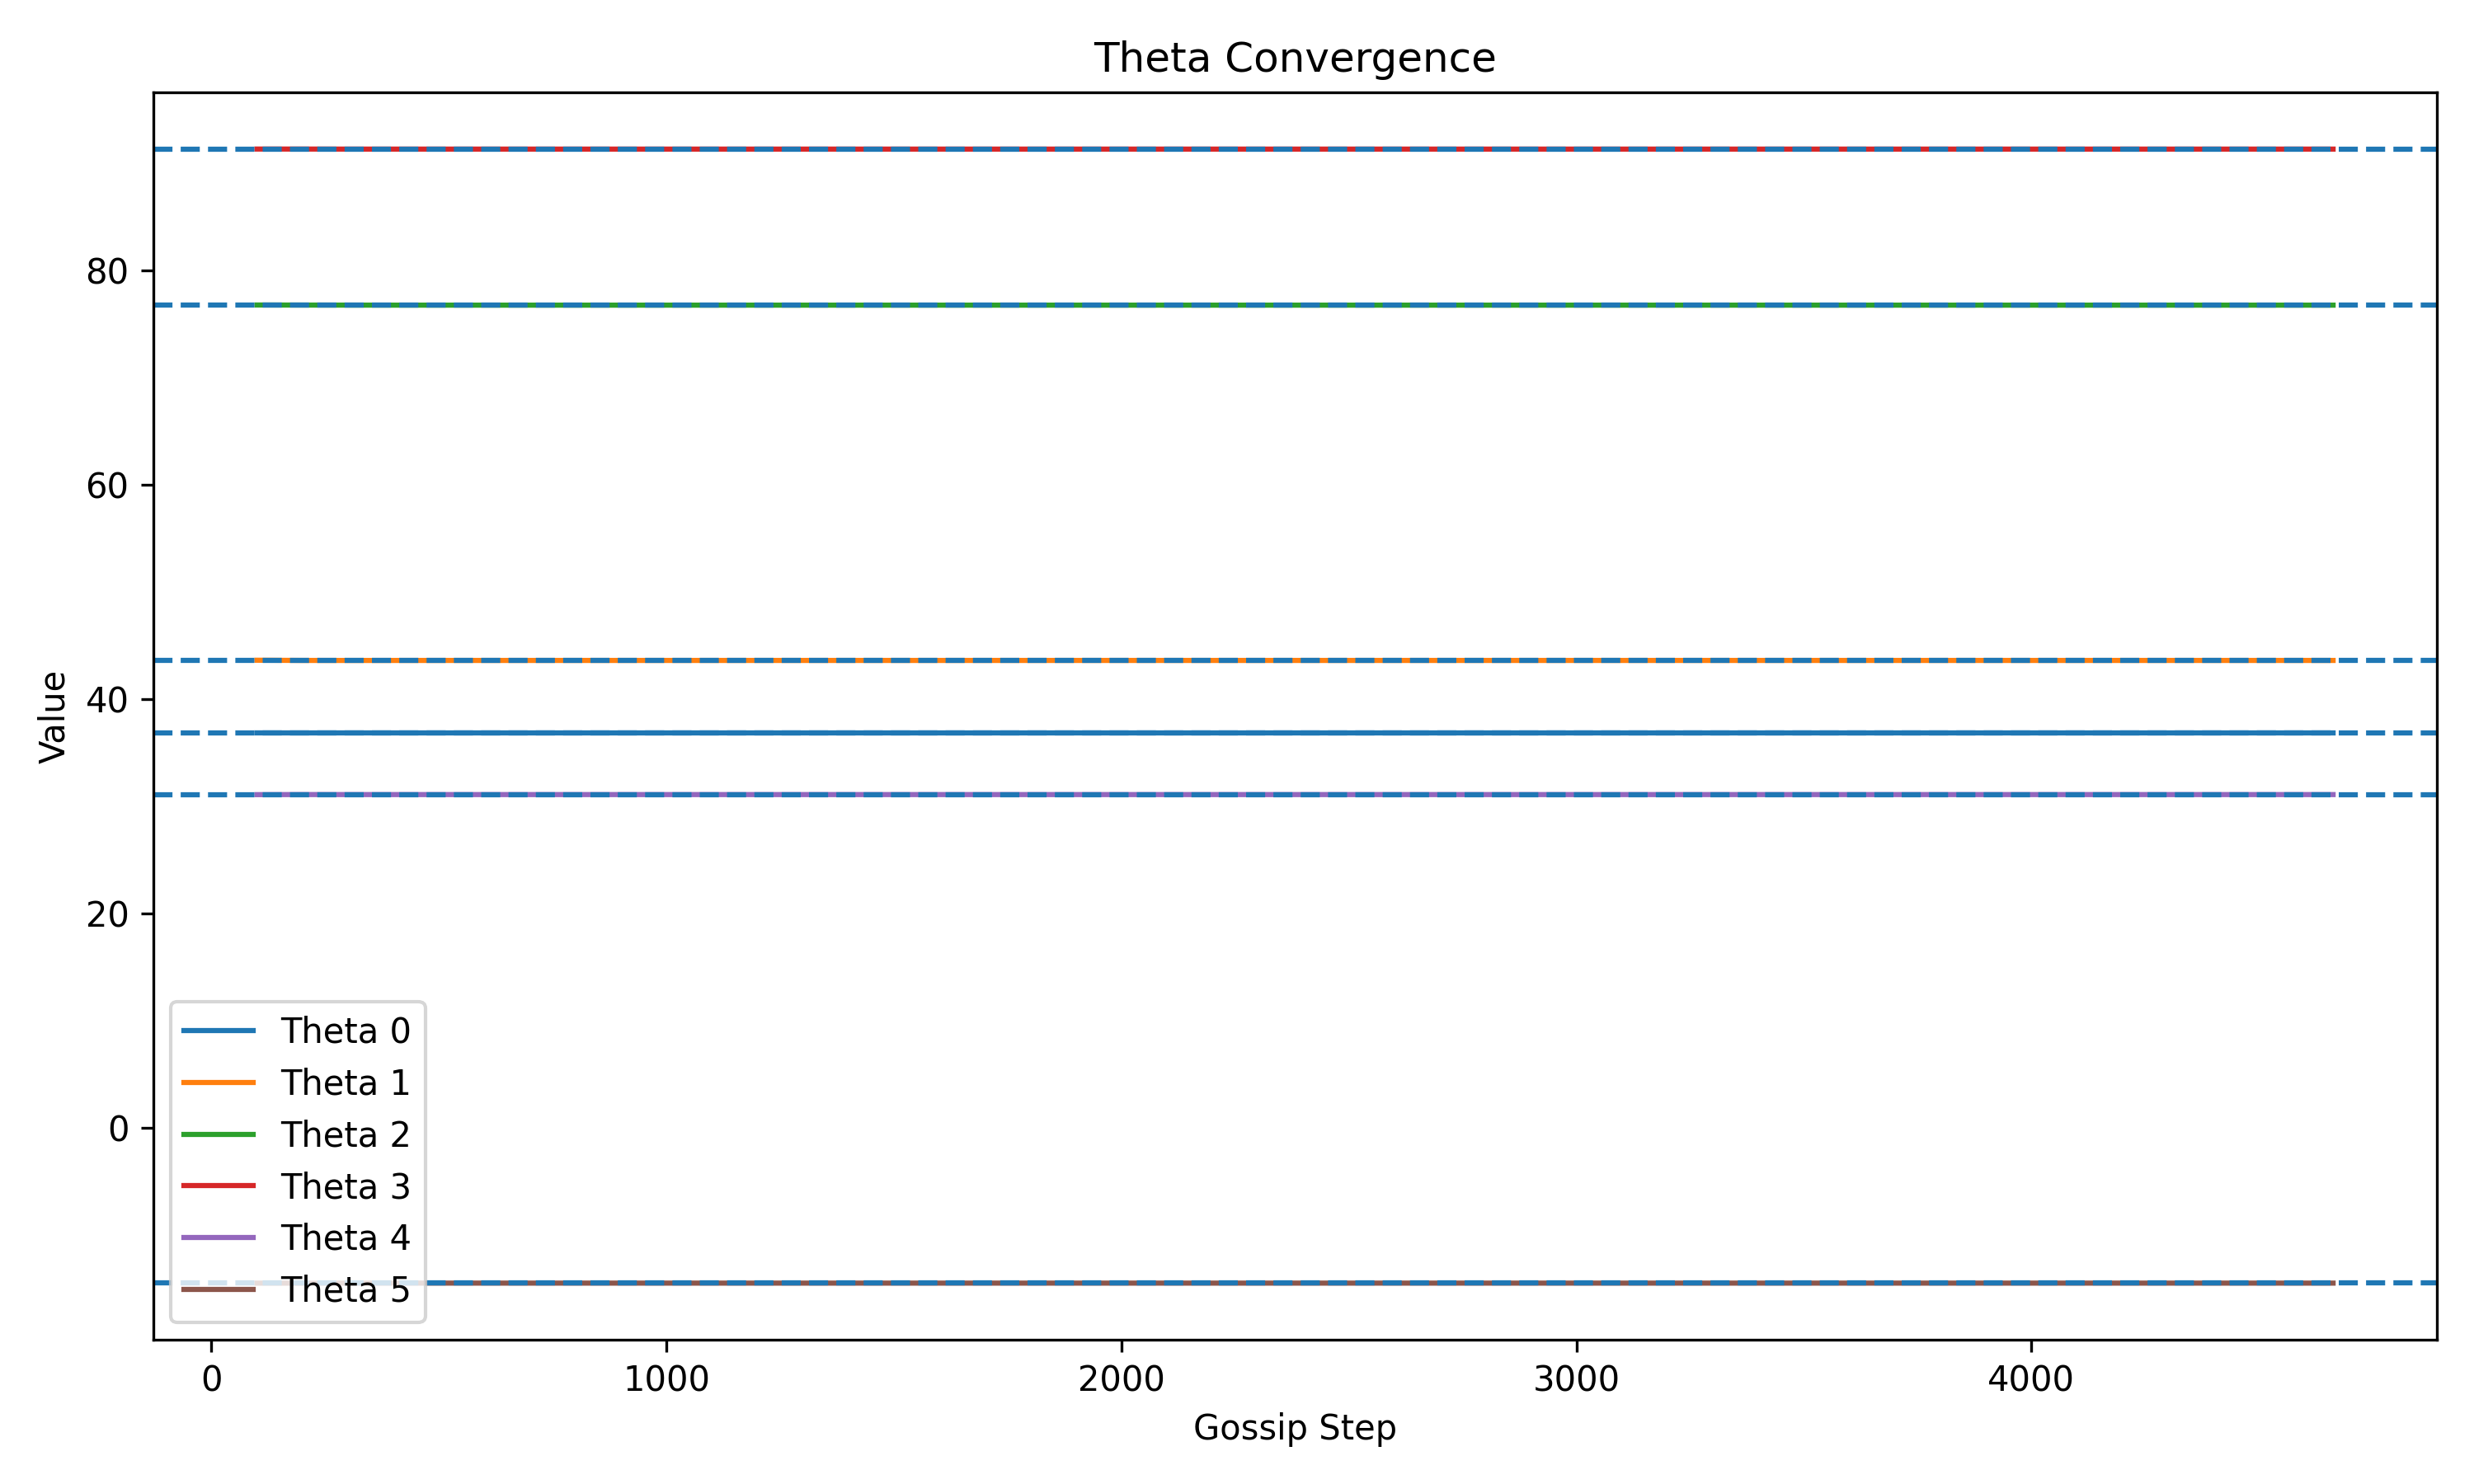 Theta Convergence
80
60
40
20
0
Value
Theta 0
Theta 1
Theta 2
Theta 3
Theta 4
Theta 5
0 1000 2000 3000 4000
Gossip Step